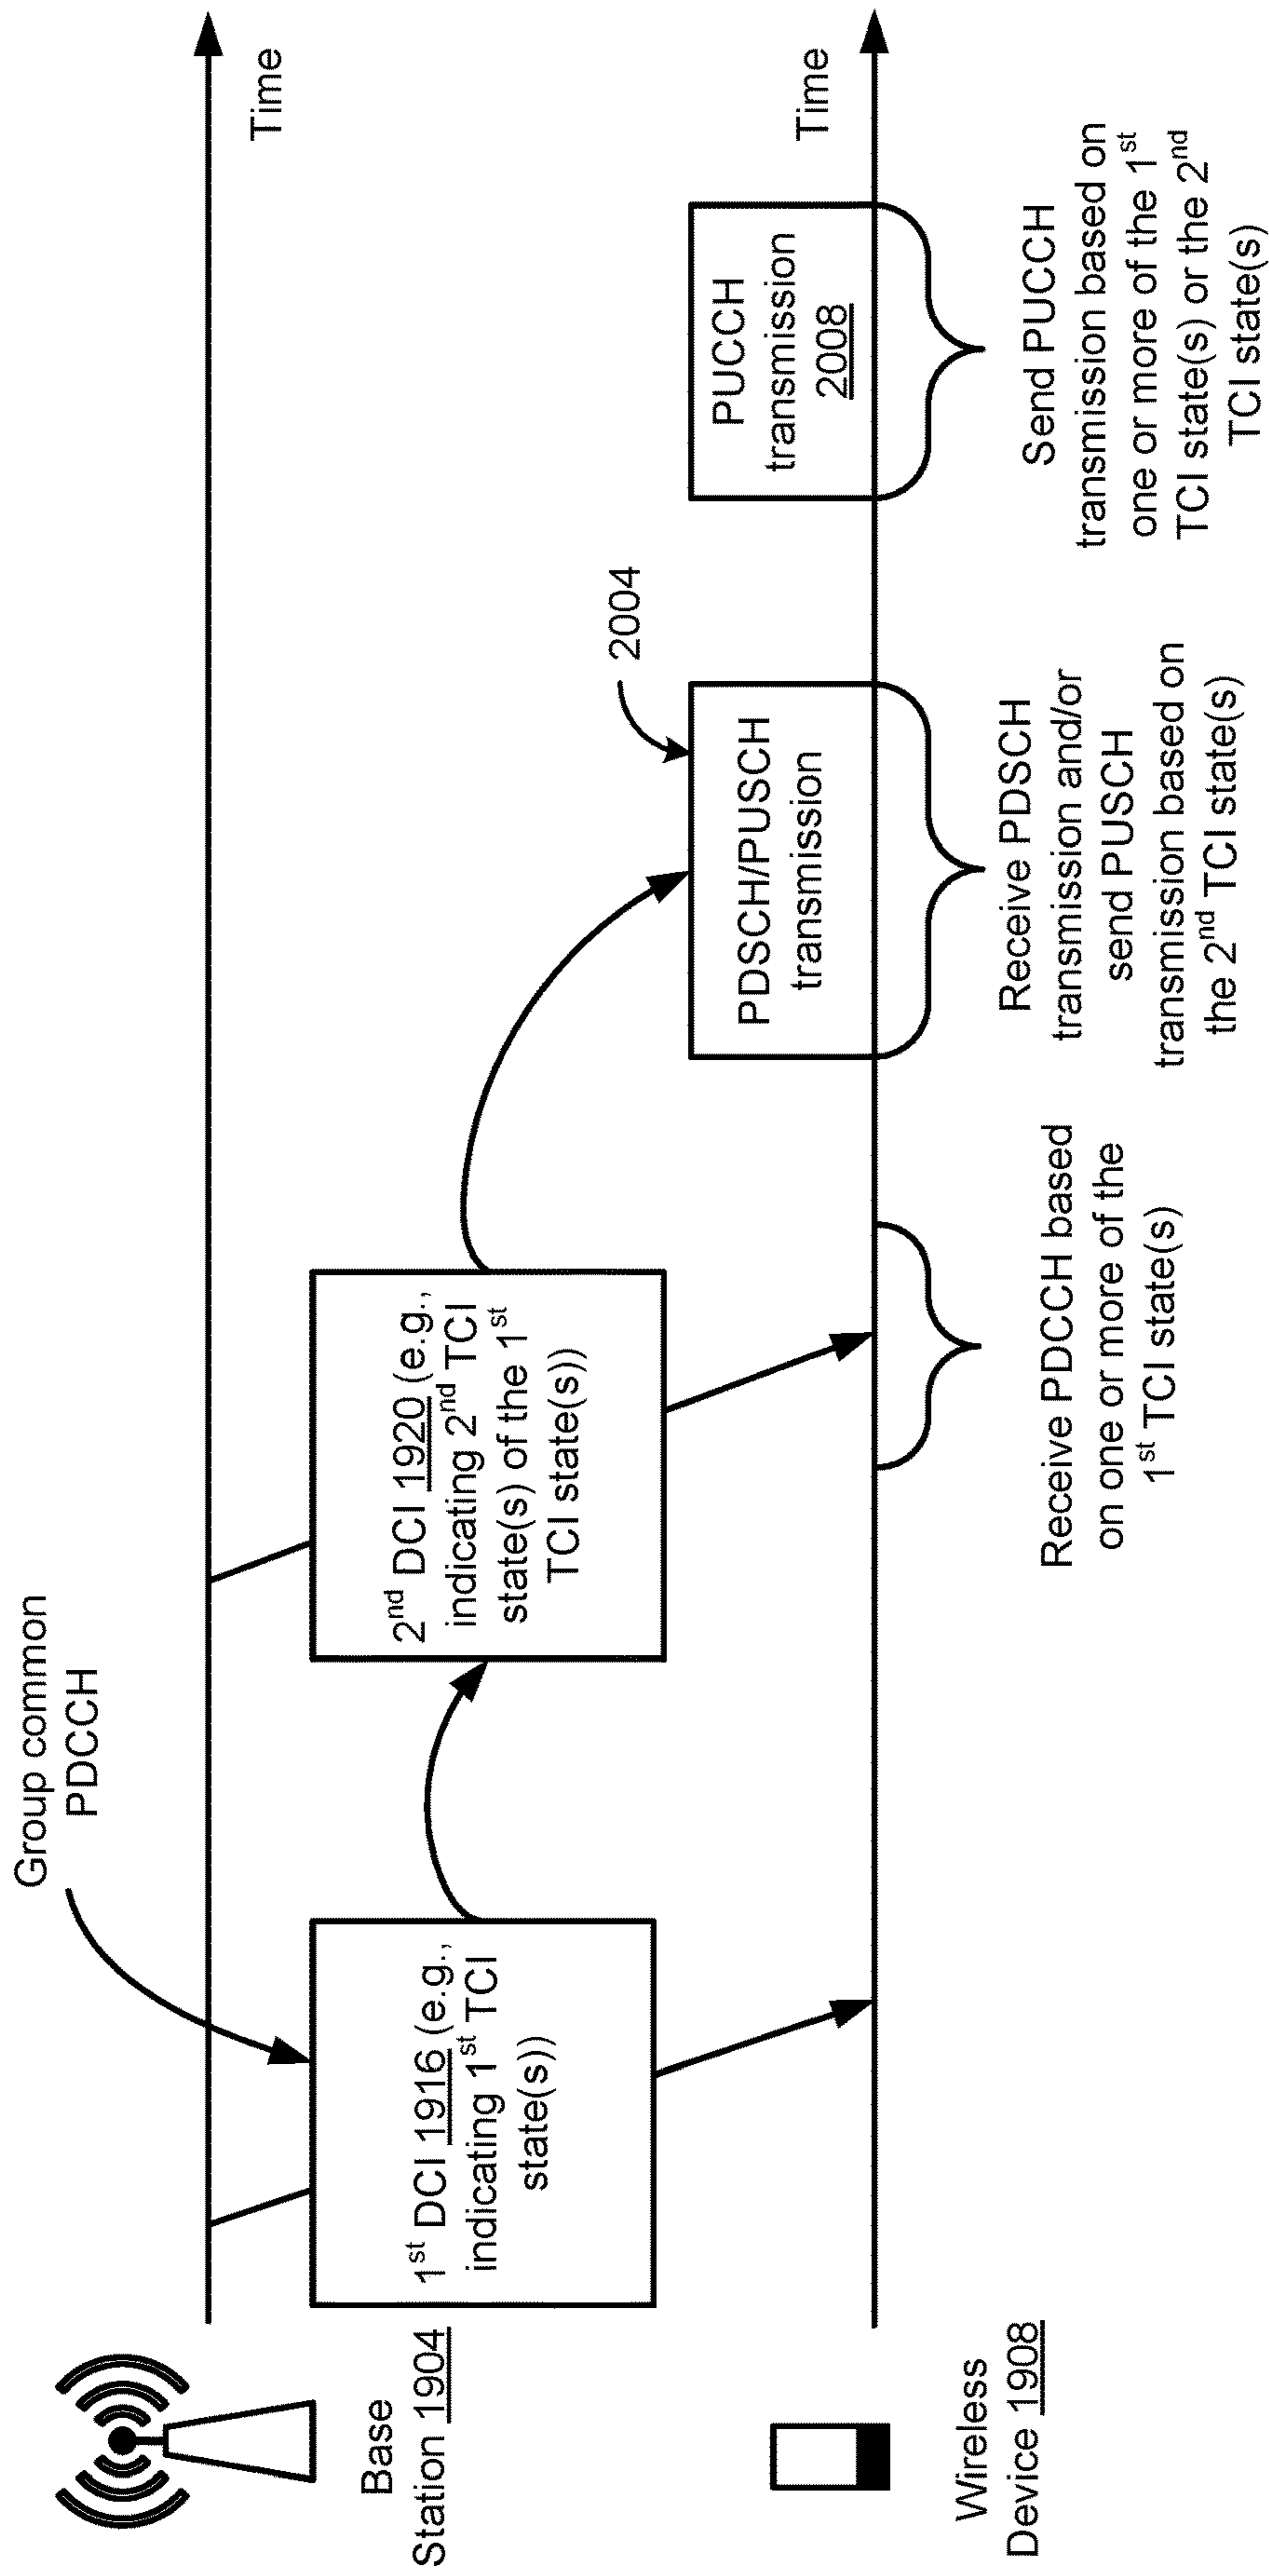 Group common
PDCCH
Time
1st DCI 1916 (e.g.,
indicating 1st TCI
state(s))
2nd DCI 1920 (e.g.,
indicating 2nd TCI
state(s) of the 1st
TCI state(s))
Base
Station 1904
2004
PDSCH/PUSCH
transmission
PUCCH
transmission
2008
Time
Wireless
Device 1908
Receive PDCCH based
on one or more of the
1st TCI state(s)
Receive PDSCH
transmission and/or
send PUSCH
transmission based on
the 2nd TCI state(s)
Send PUCCH
transmission based on
one or more of the 1st
TCI state(s) or the 2nd
TCI state(s)